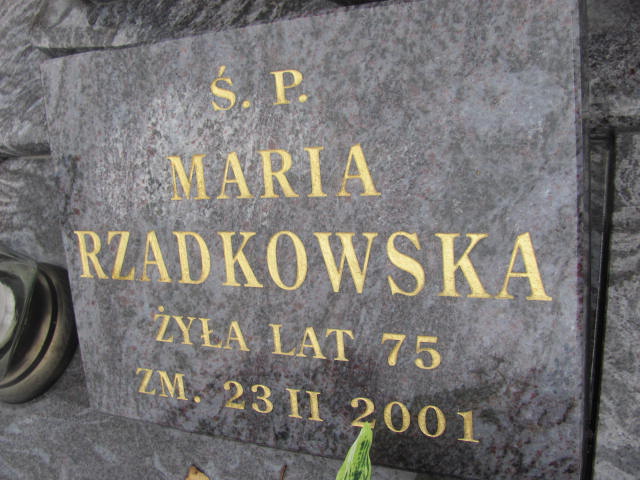 Ś. P.
MARIA
RZADKOWSKA
ŻYŁA LAT 75
ZM. 23 II 2001